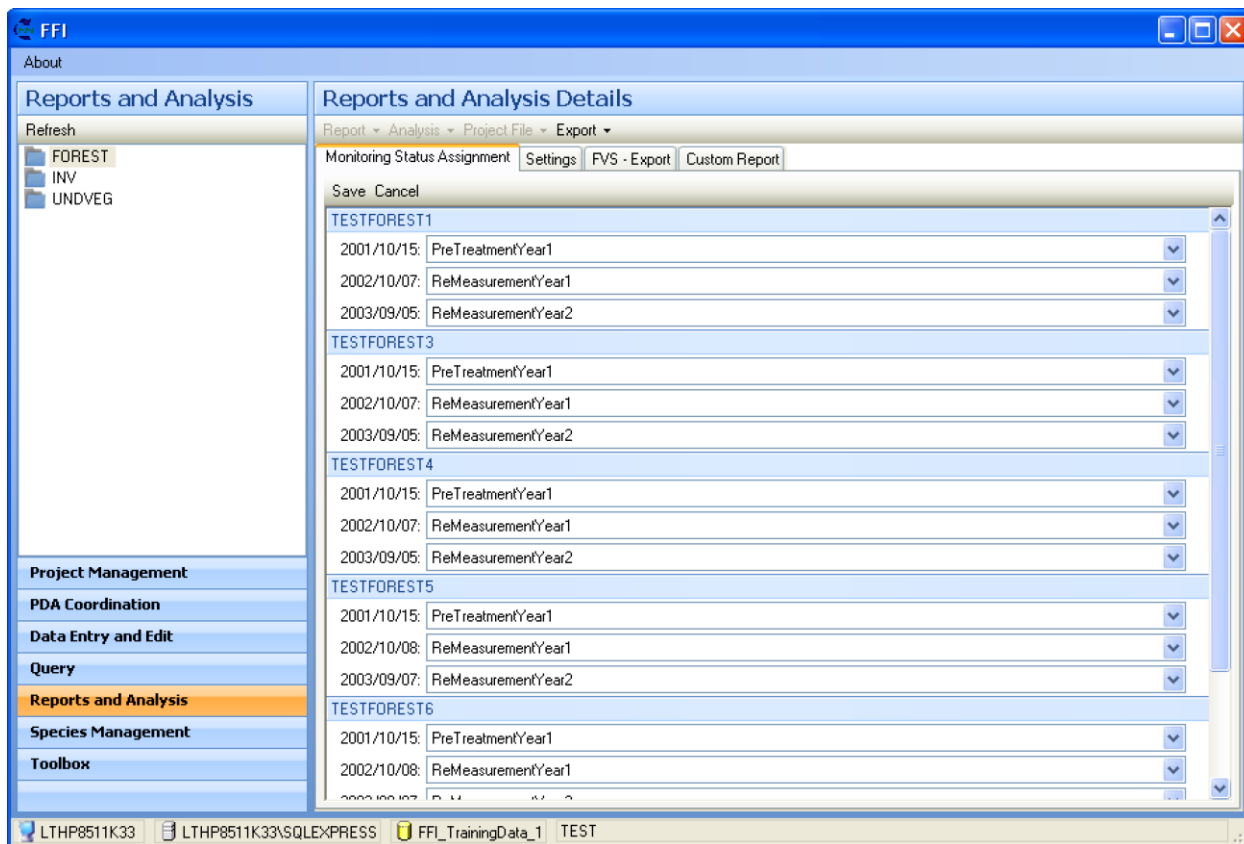 FFI
About
Reports and Analysis
Refresh
FOREST
INV
UNDVEG
Project Management
PDA Coordination
Data Entry and Edit
Query
Reports and Analysis
Species Management
Toolbox
Reports and Analysis Details
Report Analysis Project File Export
Monitoring Status Assignment Settings FVS - Export Custom Report
Save Cancel
TESTFOREST1
2001/10/15: PreTreatmentYear1
2002/10/07: ReMeasurementYear1
2003/09/05: ReMeasurementYear2
TESTFOREST3
2001/10/15: PreTreatmentYear1
2002/10/07: ReMeasurementYear1
2003/09/05: ReMeasurementYear2
TESTFOREST4
2001/10/15: PreTreatmentYear1
2002/10/07: ReMeasurementYear1
2003/09/05: ReMeasurementYear2
TESTFOREST5
2001/10/15: PreTreatmentYear1
2002/10/08: ReMeasurementYear1
2003/09/07: ReMeasurementYear2
TESTFOREST6
2001/10/15: PreTreatmentYear1
2002/10/08: ReMeasurementYear1
LTHP8511K33 LTHP8511K33\SQLEXPRESS FFI_TrainingData_1 TEST